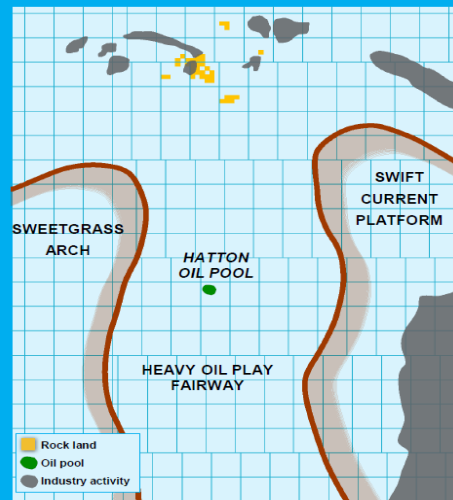 SWIFT
CURRENT
PLATFORM
SWEETGRASS
ARCH
HATTON
OIL POOL
HEAVY OIL PLAY
FAIRWAY
Rock land
Oil pool
Industry activity